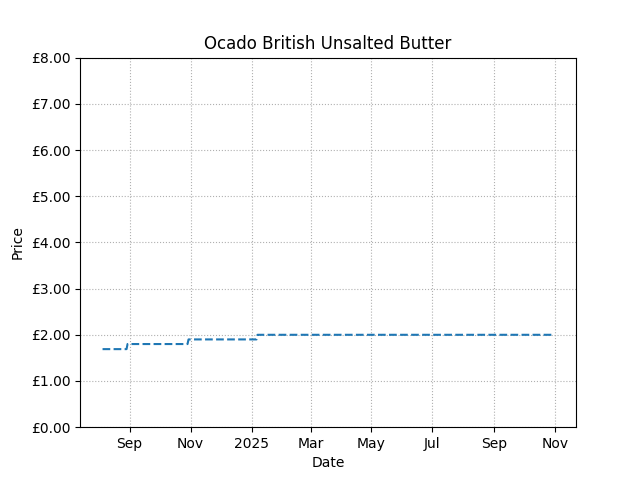 Ocado British Unsalted Butter
£8.00
£7.00
£6.00
£5.00
£4.00
£3.00
£2.00
£1.00
£0.00
Price
Sep Nov 2025 Mar May Jul Sep Nov
Date